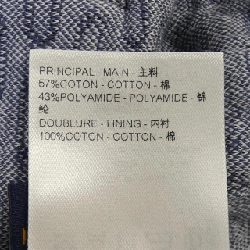 PRINCIPAL - MAIN - 主料
57%COTON - COTTON - 棉
43%POLYAMIDE - POLYAMIDE - 锦
纶
DOUBLURE - LINING - 内衬
100%COTON - COTTON - 棉